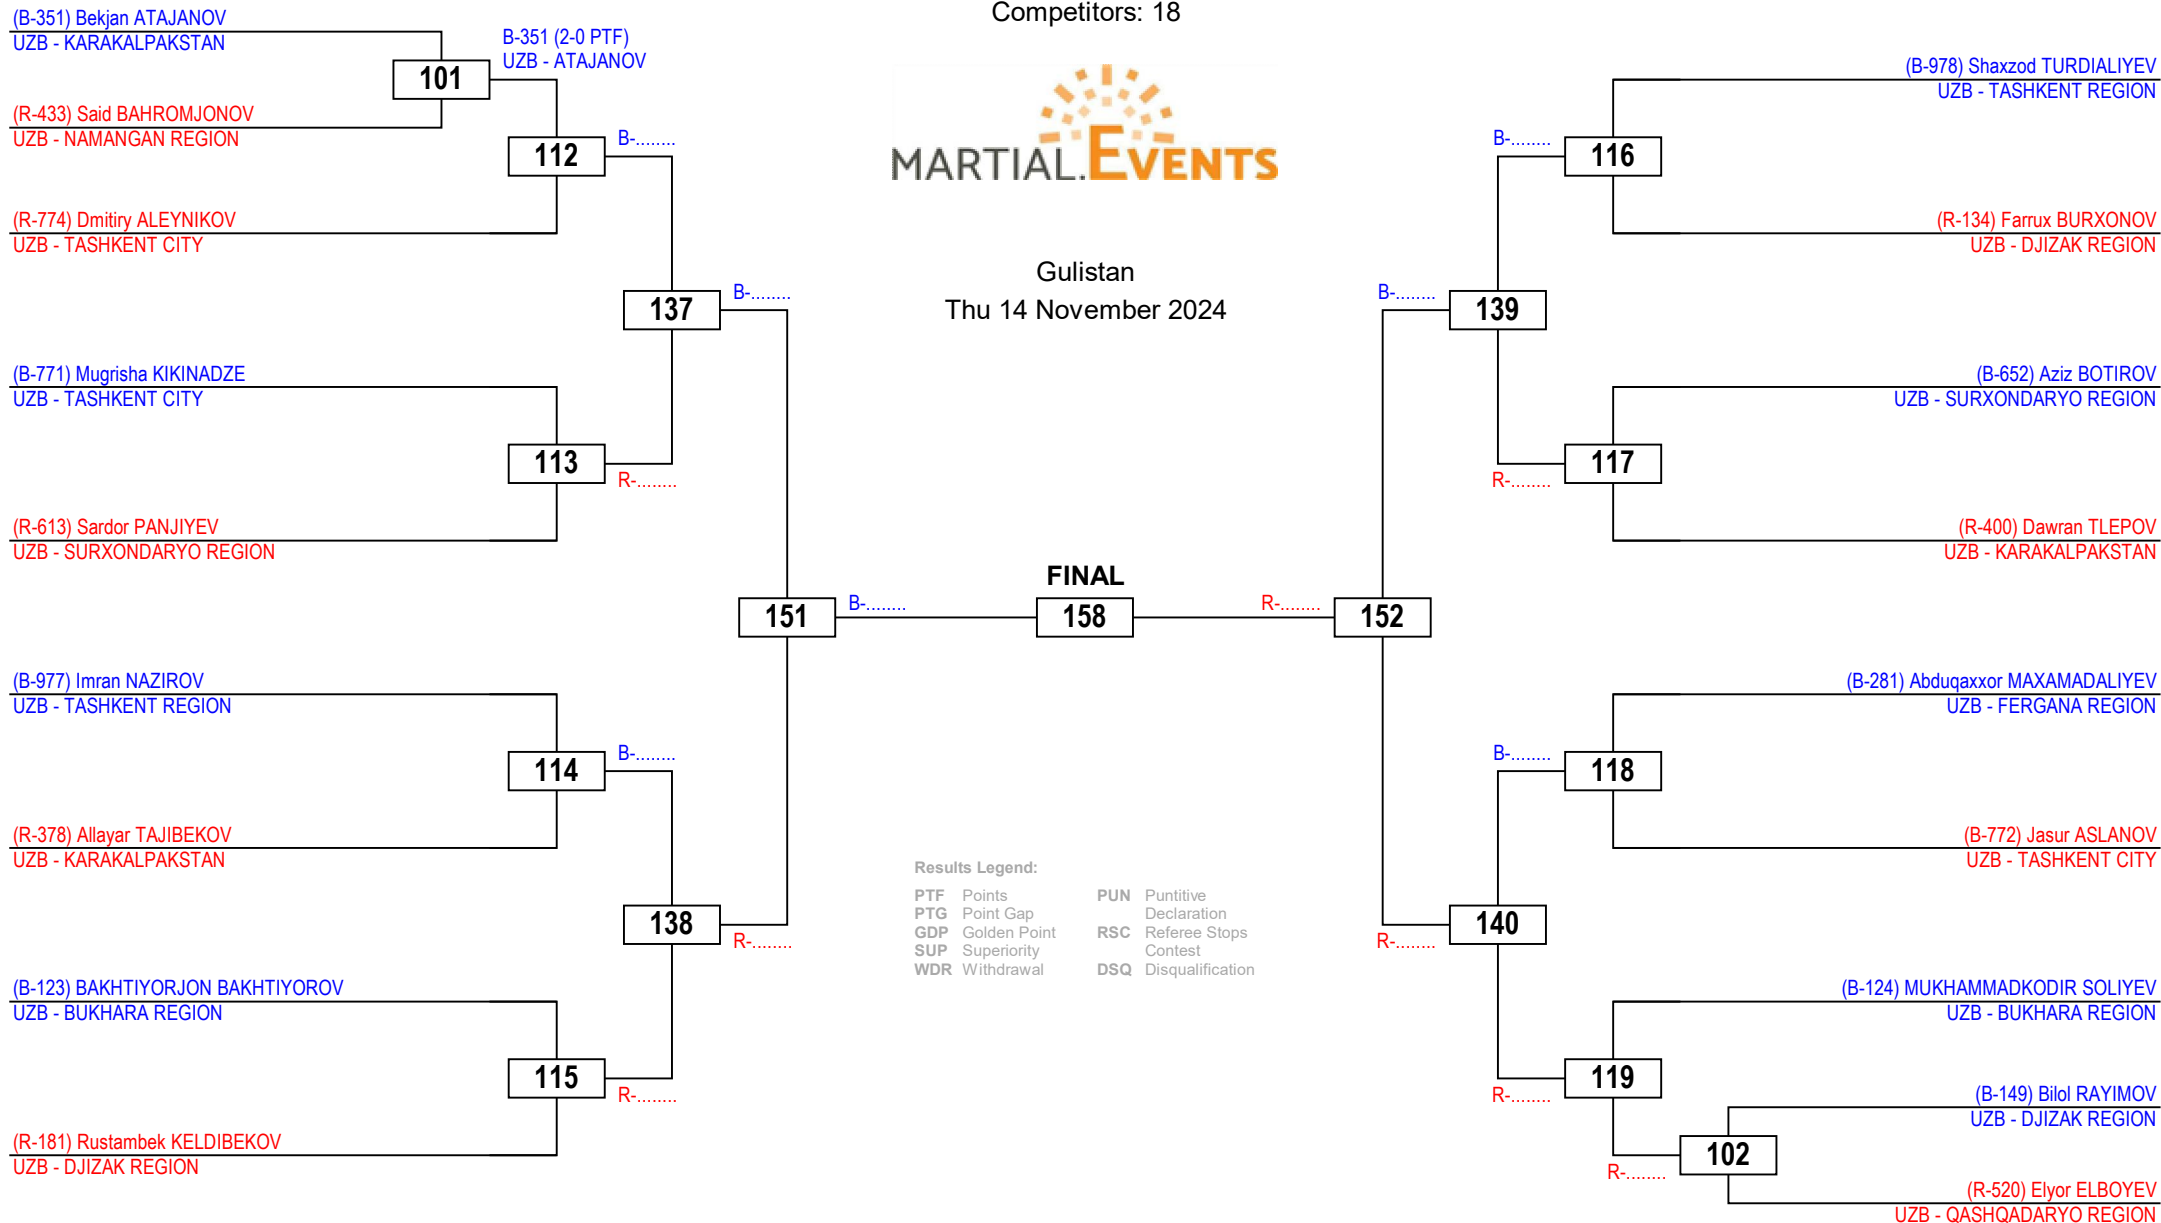 Competitors: 18
MARTIAL.EVENTS
Gulistan
Thu 14 November 2024
(B-351) Bekjan ATAJANOV
UZB - KARAKALPAKSTAN
101
B-351 (2-0 PTF)
UZB - ATAJANOV
(R-433) Said BAHROMJONOV
UZB - NAMANGAN REGION
112
B-........
(R-774) Dmitiry ALEYNIKOV
UZB - TASHKENT CITY
137
B-........
(B-771) Mugrisha KIKINADZE
UZB - TASHKENT CITY
113
R-........
(R-613) Sardor PANJIYEV
UZB - SURXONDARYO REGION
151
B-........
(B-977) Imran NAZIROV
UZB - TASHKENT REGION
114
B-........
(R-378) Allayar TAJIBEKOV
UZB - KARAKALPAKSTAN
138
R-........
(B-123) BAKHTIYORJON BAKHTIYOROV
UZB - BUKHARA REGION
115
R-........
(R-181) Rustambek KELDIBEKOV
UZB - DJIZAK REGION
FINAL
158
Results Legend:
PTF Points
PTG Point Gap
GDP Golden Point
SUP Superiority
WDR Withdrawal
PUN Puntitive
Declaration
RSC Referee Stops
Contest
DSQ Disqualification
(B-978) Shaxzod TURDIALIYEV
UZB - TASHKENT REGION
B-........
116
(R-134) Farrux BURXONOV
UZB - DJIZAK REGION
B-........
139
(B-652) Aziz BOTIROV
UZB - SURXONDARYO REGION
117
R-........
(R-400) Dawran TLEPOV
UZB - KARAKALPAKSTAN
R-........
152
(B-281) Abduqaxxor MAXAMADALIYEV
UZB - FERGANA REGION
B-........
118
(B-772) Jasur ASLANOV
UZB - TASHKENT CITY
140
R-........
(B-124) MUKHAMMADKODIR SOLIYEV
UZB - BUKHARA REGION
119
R-........
(B-149) Bilol RAYIMOV
UZB - DJIZAK REGION
102
R-........
(R-520) Elyor ELBOYEV
UZB - QASHQADARYO REGION